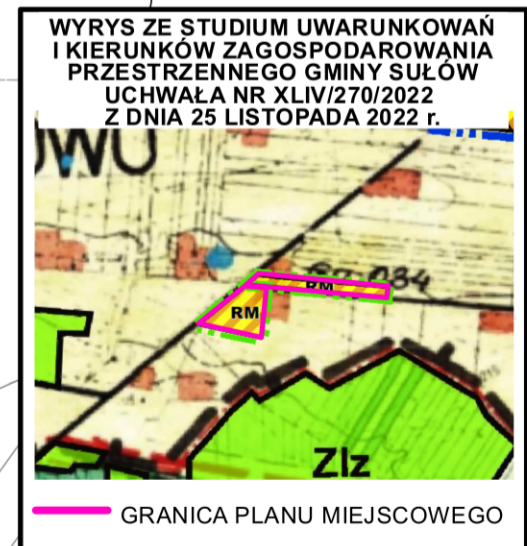 WYRYS ZE STUDIUM UWARUNKOWAŃ
I KIERUNKÓW ZAGOSPODAROWANIA
PRZESTRZENNEGO GMINY SUŁÓW
UCHWAŁA NR XLIV/270/2022
Z DNIA 25 LISTOPADA 2022 r.
RM
RM
Zlz
GRANICA PLANU MIEJSCOWEGO